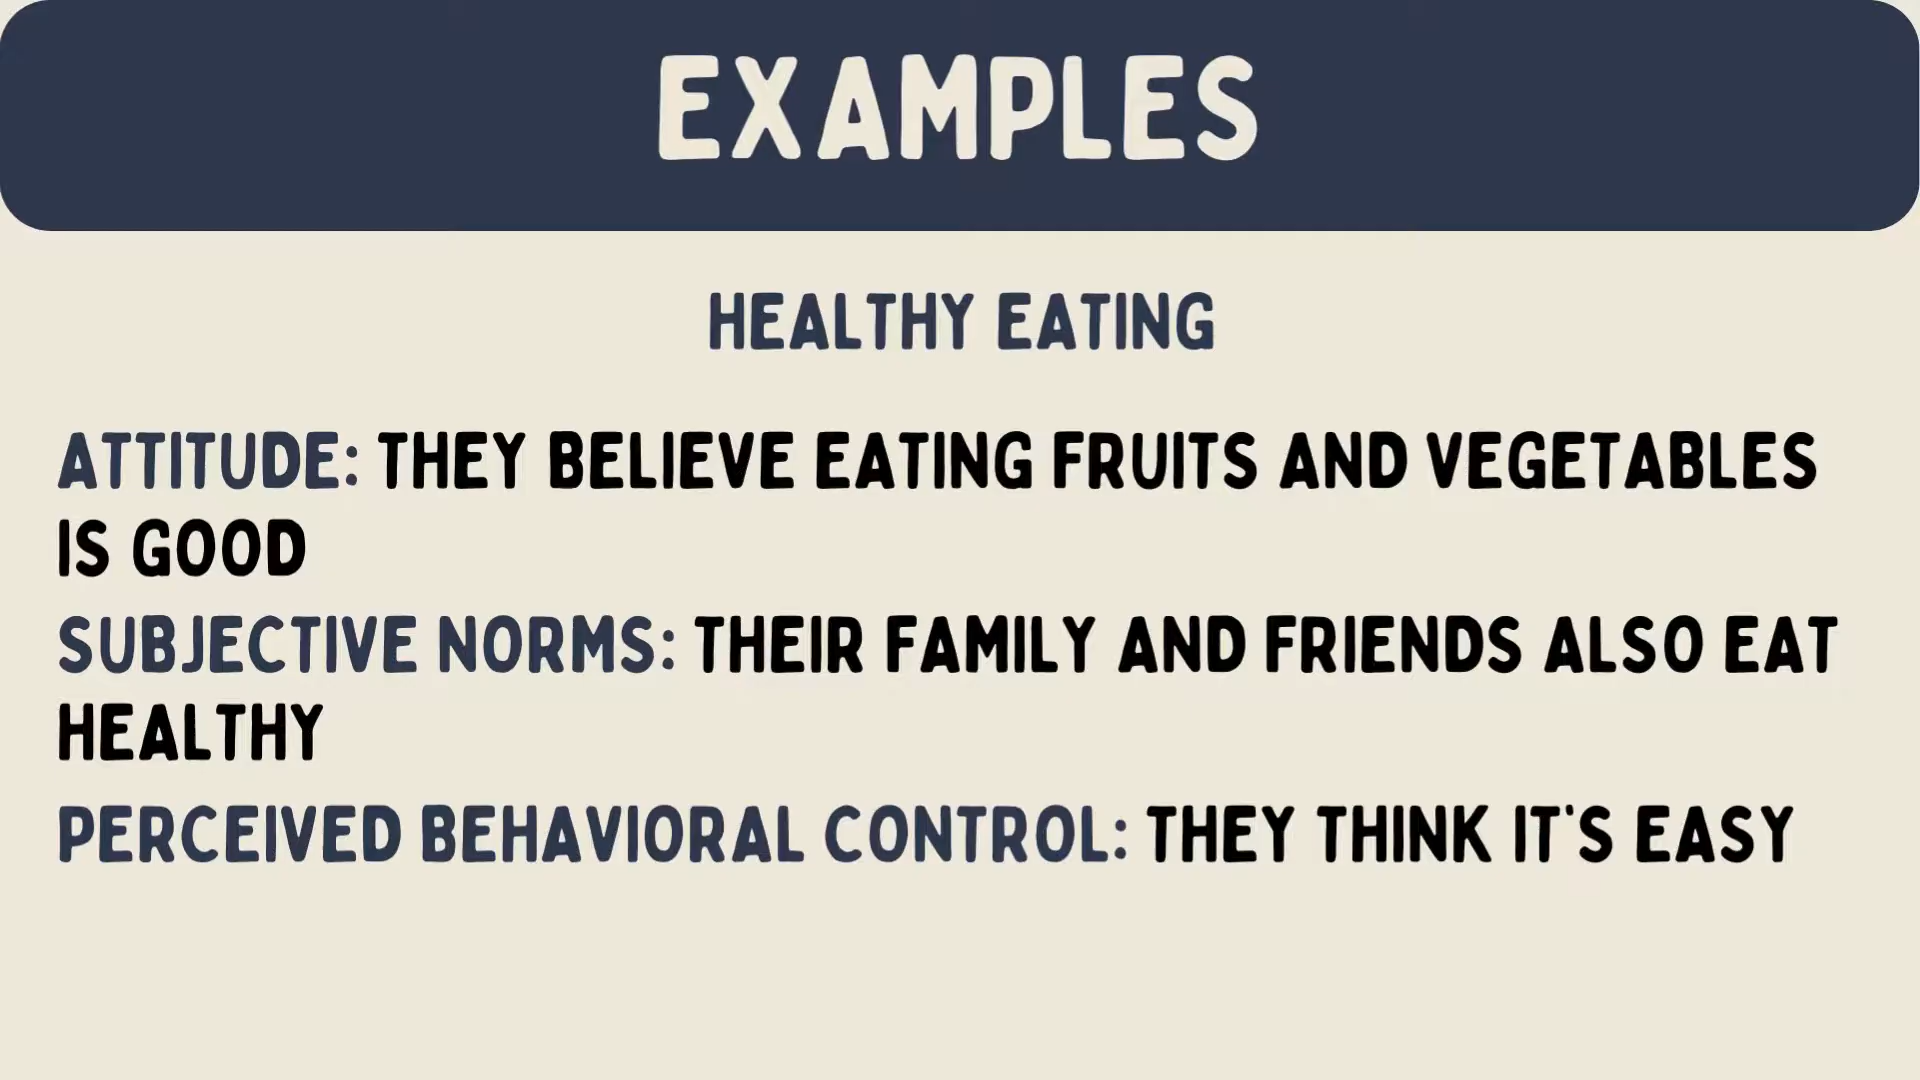 EXAMPLES
HEALTHY EATING
ATTITUDE: THEY BELIEVE EATING FRUITS AND VEGETABLES
IS GOOD
SUBJECTIVE NORMS: THEIR FAMILY AND FRIENDS ALSO EAT
HEALTHY
PERCEIVED BEHAVIORAL CONTROL: THEY THINK IT'S EASY